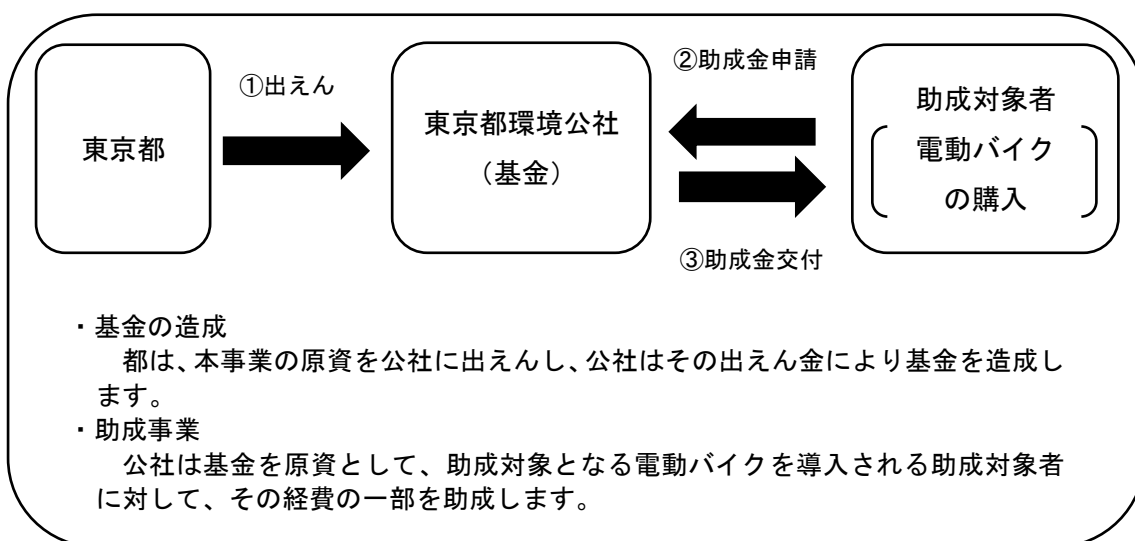 東京都
①出えん
東京都環境公社
（基金）
②助成金申請
③助成金交付
助成対象者
電動バイク
の購入
・基金の造成
都は、本事業の原資を公社に出えんし、公社はその出えん金により基金を造成し
ます。
・助成事業
公社は基金を原資として、助成対象となる電動バイクを導入される助成対象者
に対して、その経費の一部を助成します。